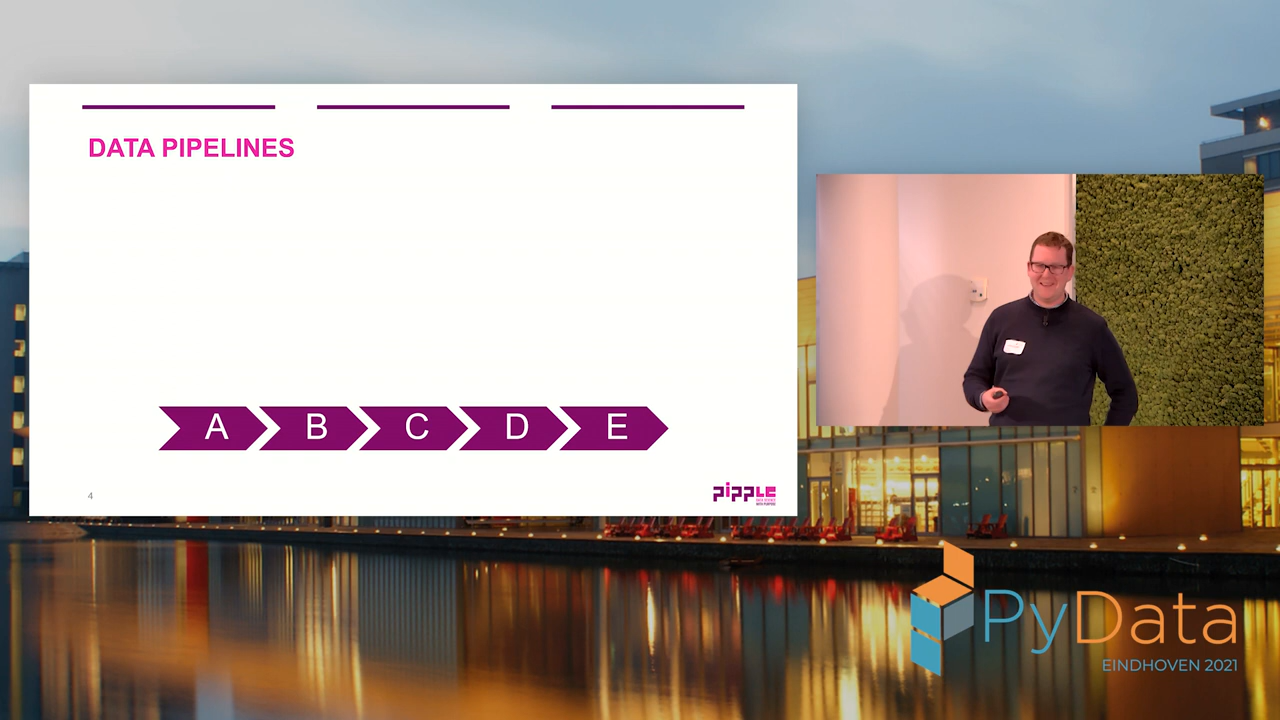 DATA PIPELINES
A B C D E
4
pipple
PyData
EINDHOVEN 2021